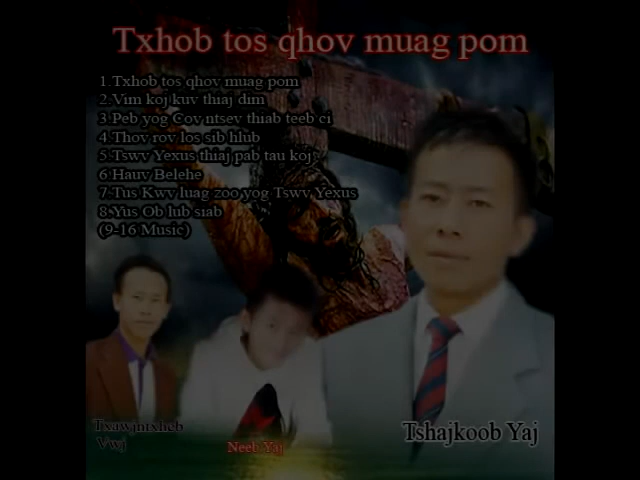 Txhob tos qhov muag pom
1.Txhob tos qhov muag pom
2.Vim koj kuv thiaj dim
3.Peb yog Cov ntsev thiab teeb ci
4.Thov rov los sib hlub
5.Tswv Yexus thiaj pab tau koj
6.Hauv Belehe
7.Tus Kwv luag zoo yog Tswv Yexus
8.Yus Ob lub siab
(9-16 Music)
Txawjntxheb
Vwj
Neeb Yaj
Tshajkoob Yaj